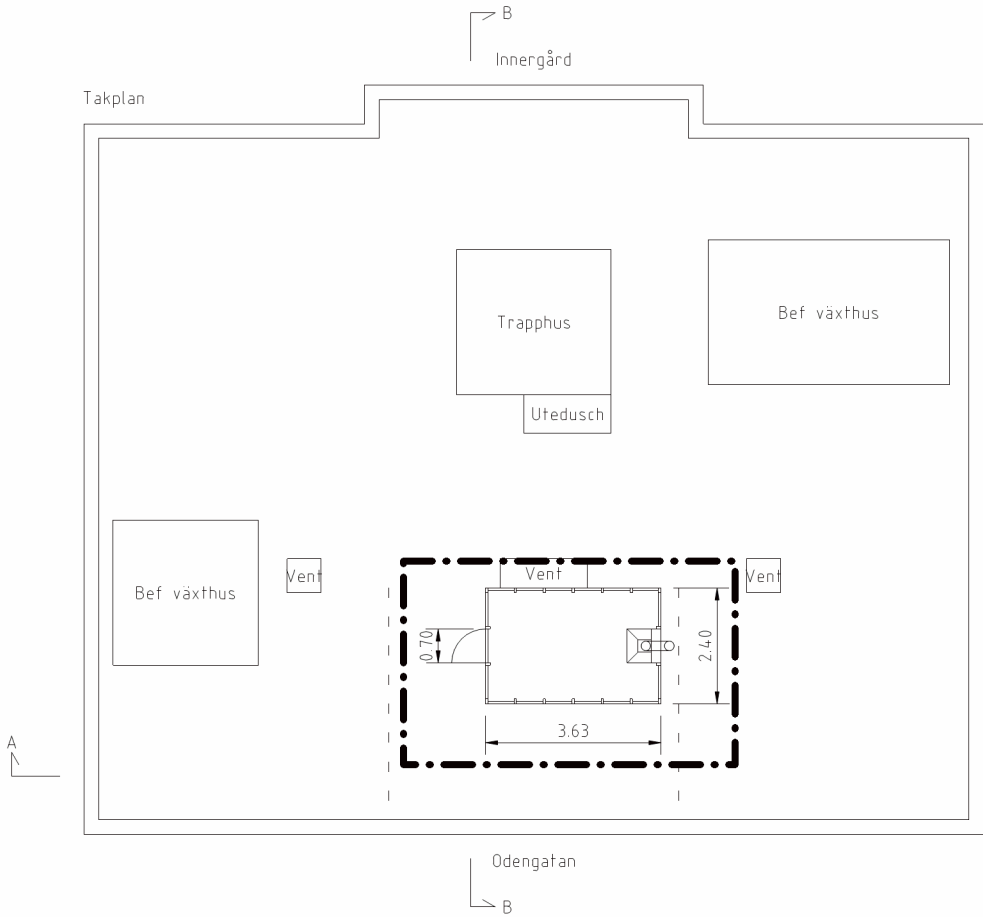 B
Innergård
Takplan
Trapphus
Bef växthus
Utedusch
Bef växthus
Vent
Vent
Vent
0.70
2.40
3.63
A
Odengatan
B